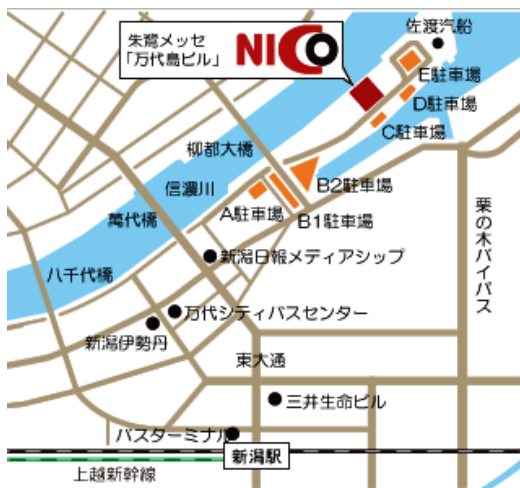 佐渡汽船
朱鷺メッセ
「万代島ビル」
NICO
E駐車場
D駐車場
C駐車場
柳都大橋
信濃川
B2駐車場
A駐車場
B1駐車場
萬代橋
栗の木バイパス
新潟日報メディアシップ
八千代橋
万代シティバスセンター
新潟伊勢丹
東大通
三井生命ビル
バスターミナル
新潟駅
上越新幹線